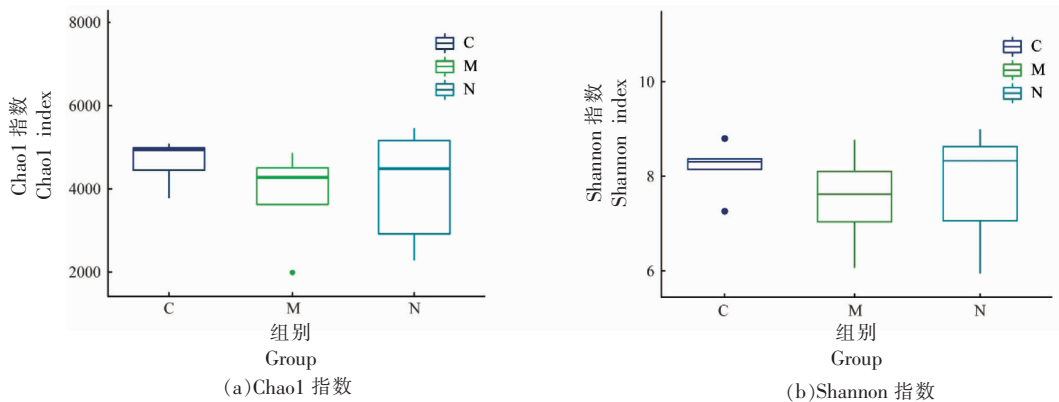 8000
6000
4000
2000
Chao1 指数
Chao1 index
C
M
N
C
M
N
组别
Group
(a)Chao1 指数
10
8
6
Shannon 指数
Shannon index
C
M
N
C
M
N
组别
Group
(b)Shannon 指数